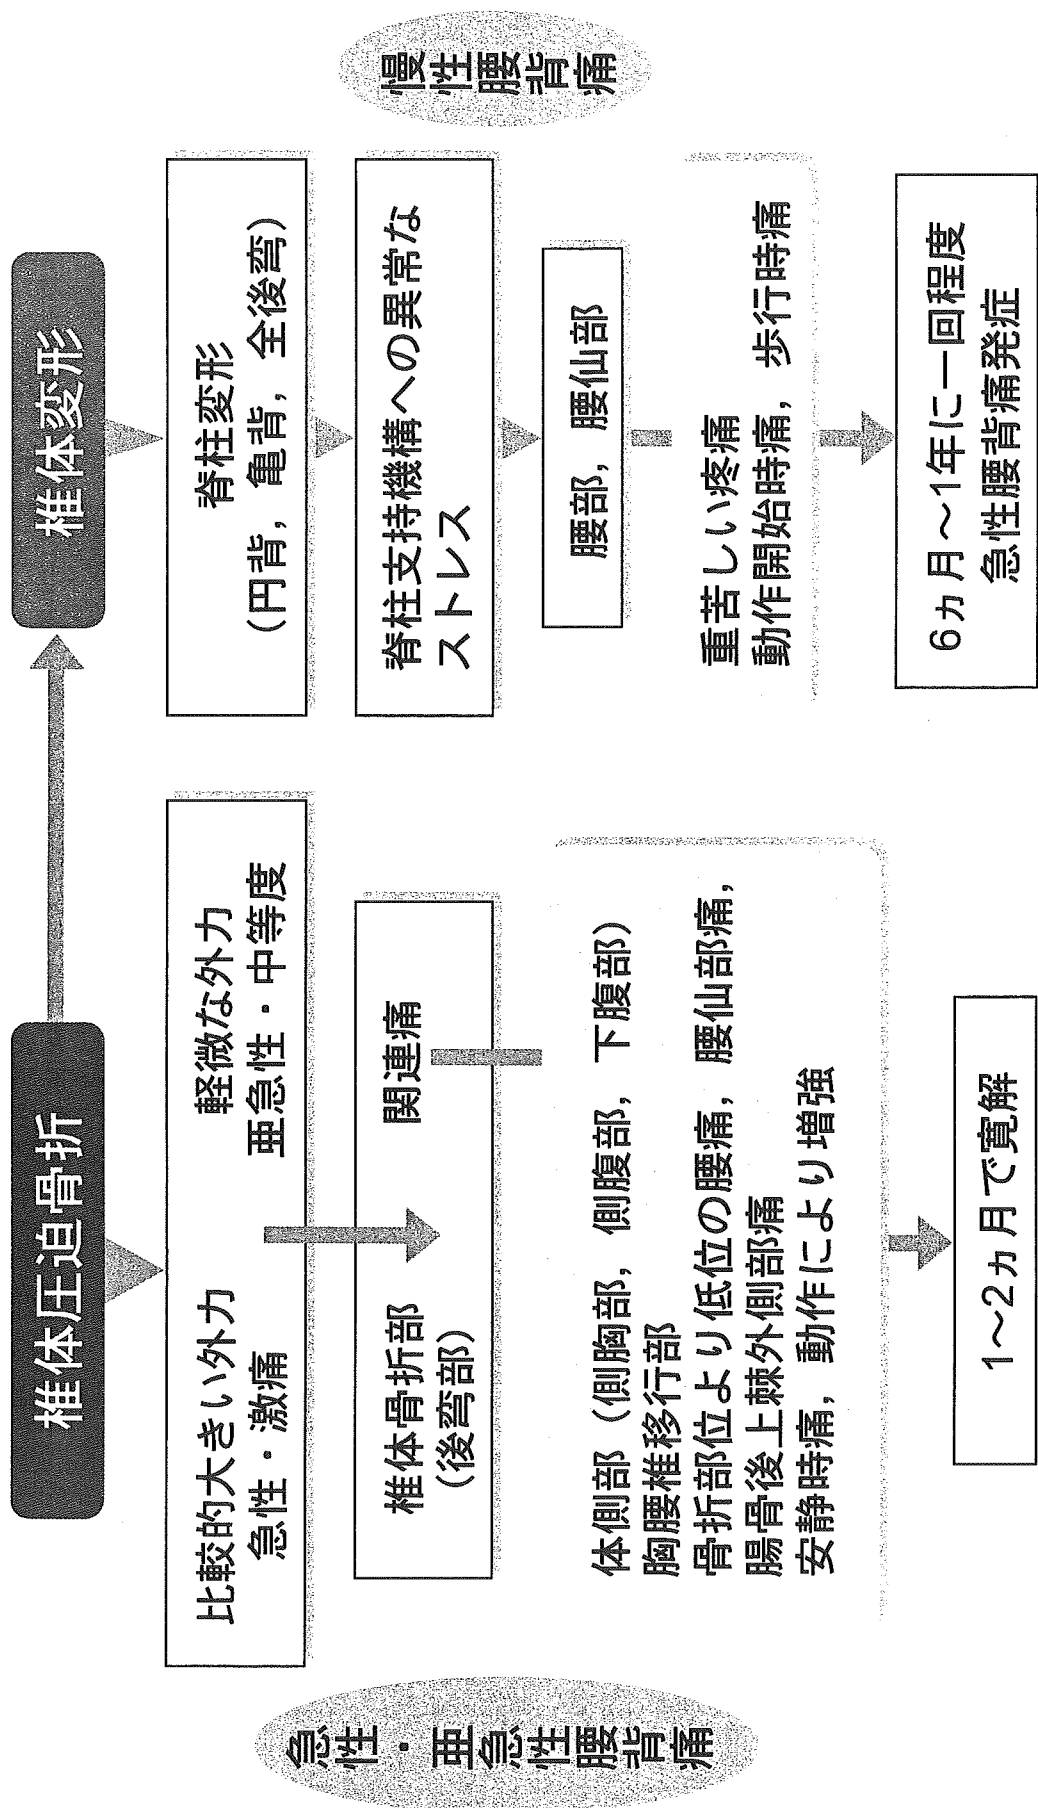 椎体圧迫骨折
椎体変形
急性・亜急性腰背痛
比較的大きい外力
急性・激痛
軽微な外力
亜急性・中等度
椎体骨折部
(後弯部)
関連痛
体側部（側胸部，側腹部，下腹部）
胸腰椎移行部
骨折部位より低位の腰痛，腰仙部痛，
腸骨後上棘外側部痛
安静時痛，動作により増強
1～2ヵ月で寛解
脊柱変形
(円背，亀背，全後弯)
脊柱支持機構への異常な
ストレス
腰部，腰仙部
重苦しい疼痛
動作開始時痛，歩行時痛
6ヵ月～1年に一回程度
急性腰背痛発症
慢性腰背痛